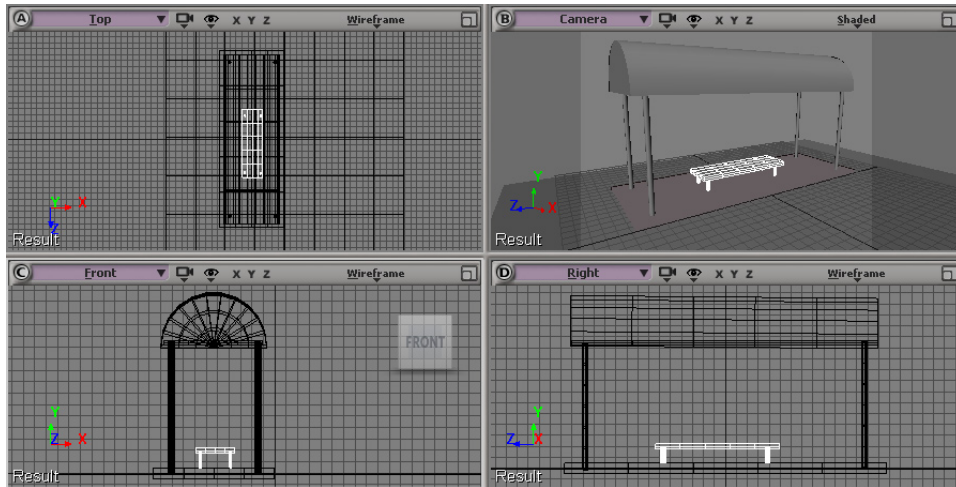 A Top X Y Z Wireframe
Y X
Z
Result
B Camera X Y Z Shaded
Y
Z X
Result
C Front X Y Z Wireframe
FRONT
Y
Z X
Result
D Right X Y Z Wireframe
Y
Z X
Result